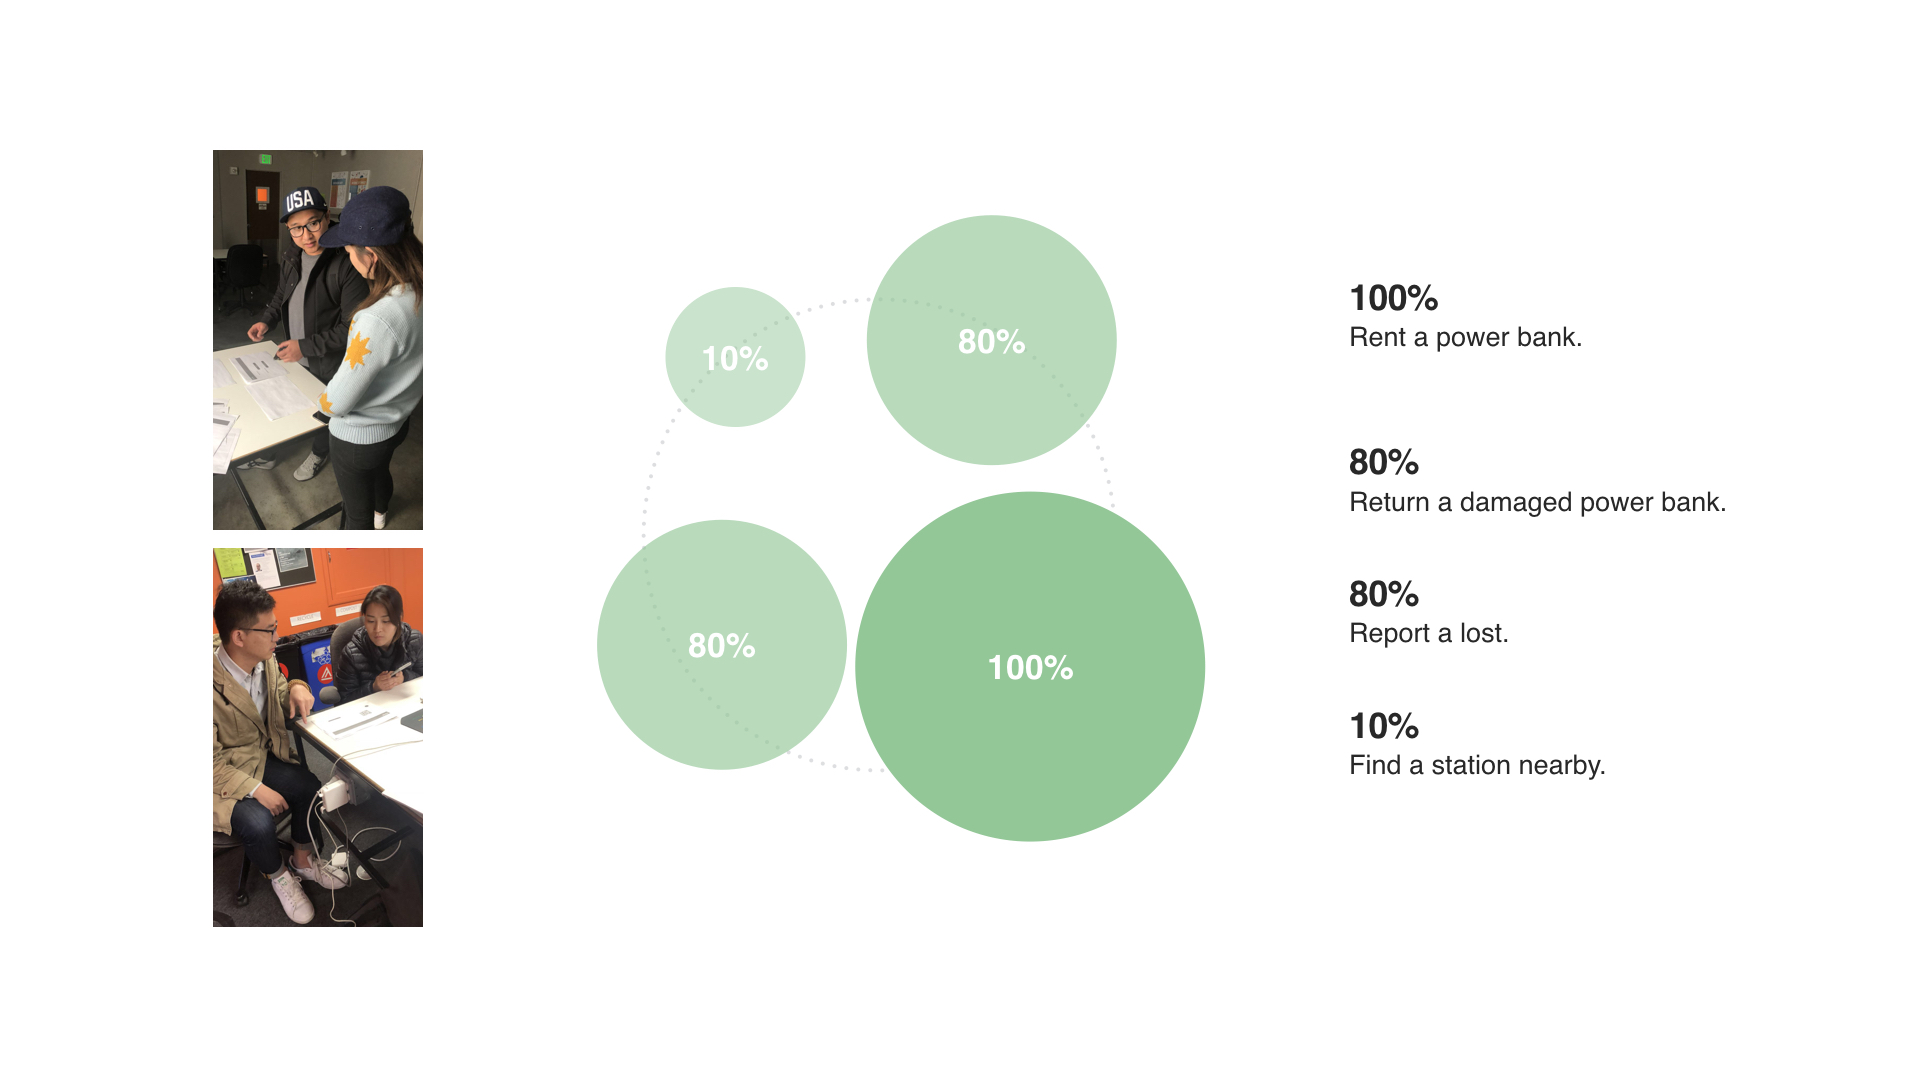 USA
10%
80%
80%
100%
100%
Rent a power bank.
80%
Return a damaged power bank.
80%
Report a lost.
10%
Find a station nearby.